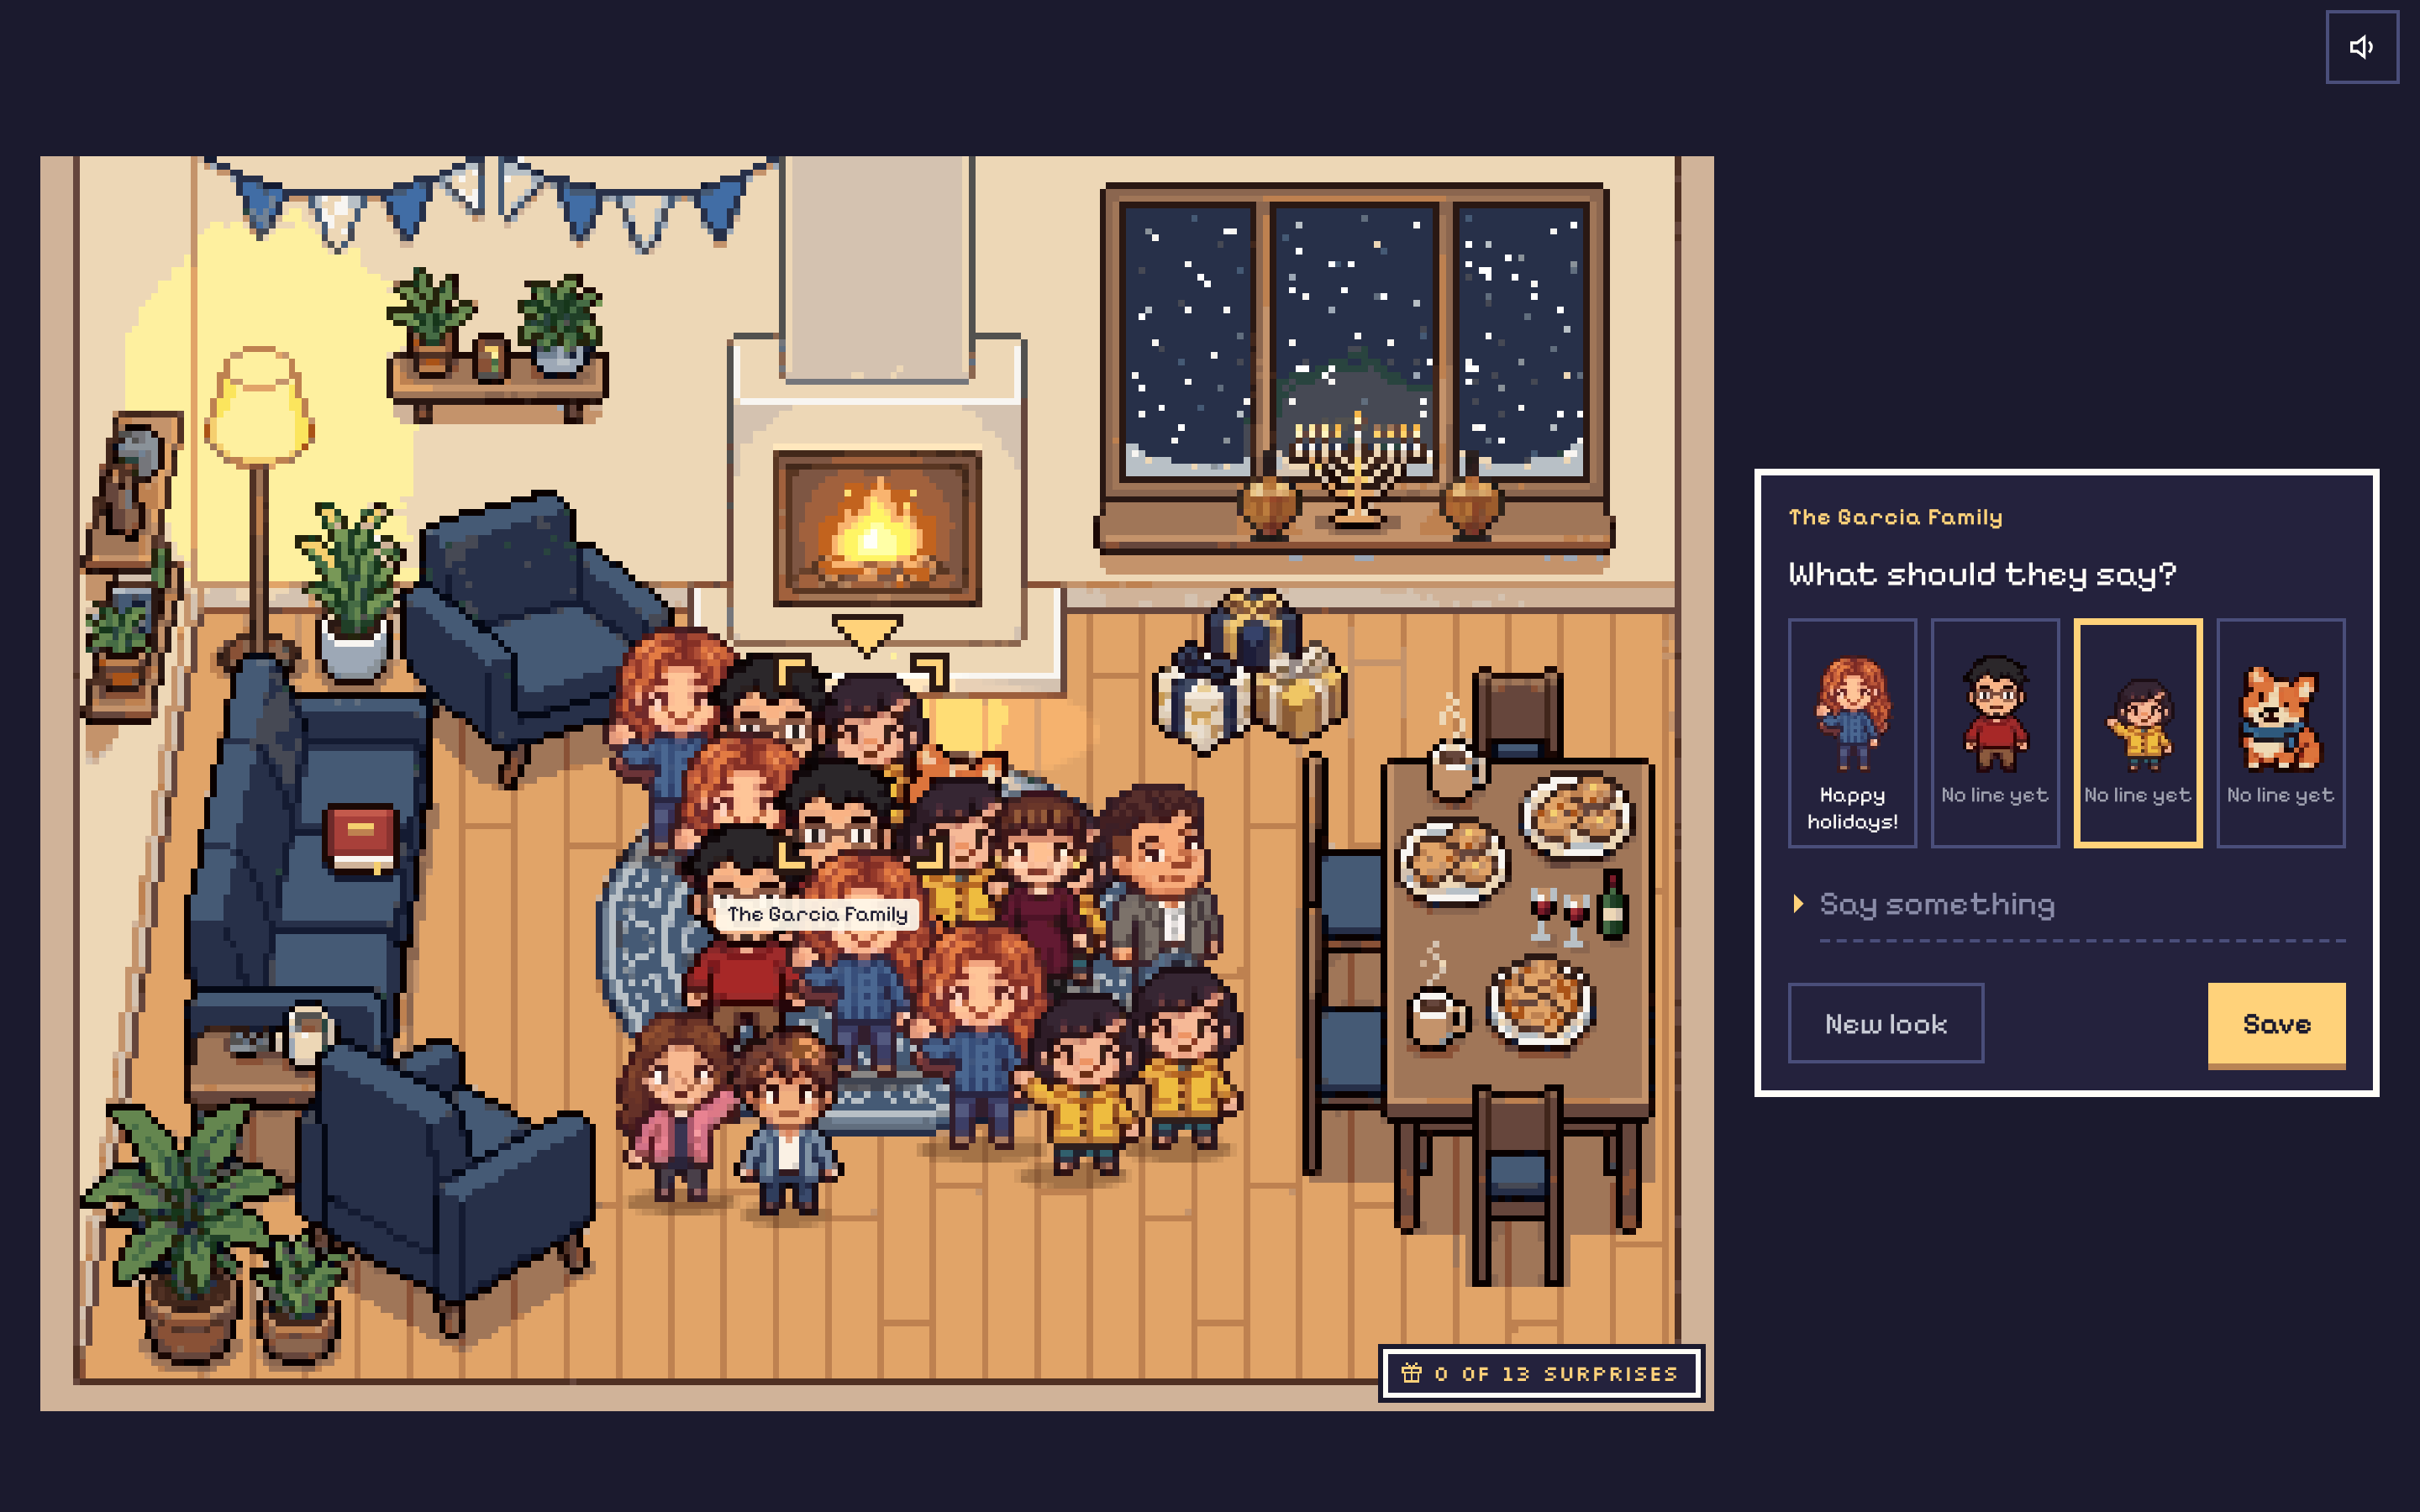 The Garcia Family
What should they say?
Happy
holidays!
No line yet
No line yet
No line yet
Say something
New look
Save
The Garcia Family
0 OF 13 SURPRISES